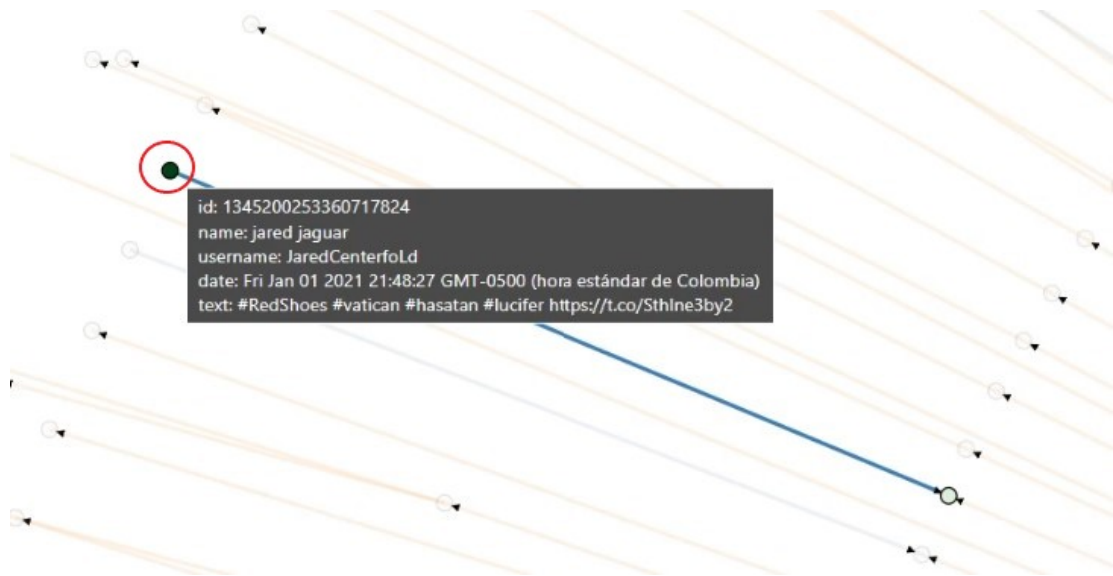 id: 1345200253360717824
name: jared jaguar
username: JaredCenterfoLd
date: Fri Jan 01 2021 21:48:27 GMT-0500 (hora estándar de Colombia)
text: #RedShoes #vatican #hasatan #lucifer https://t.co/SthIne3by2